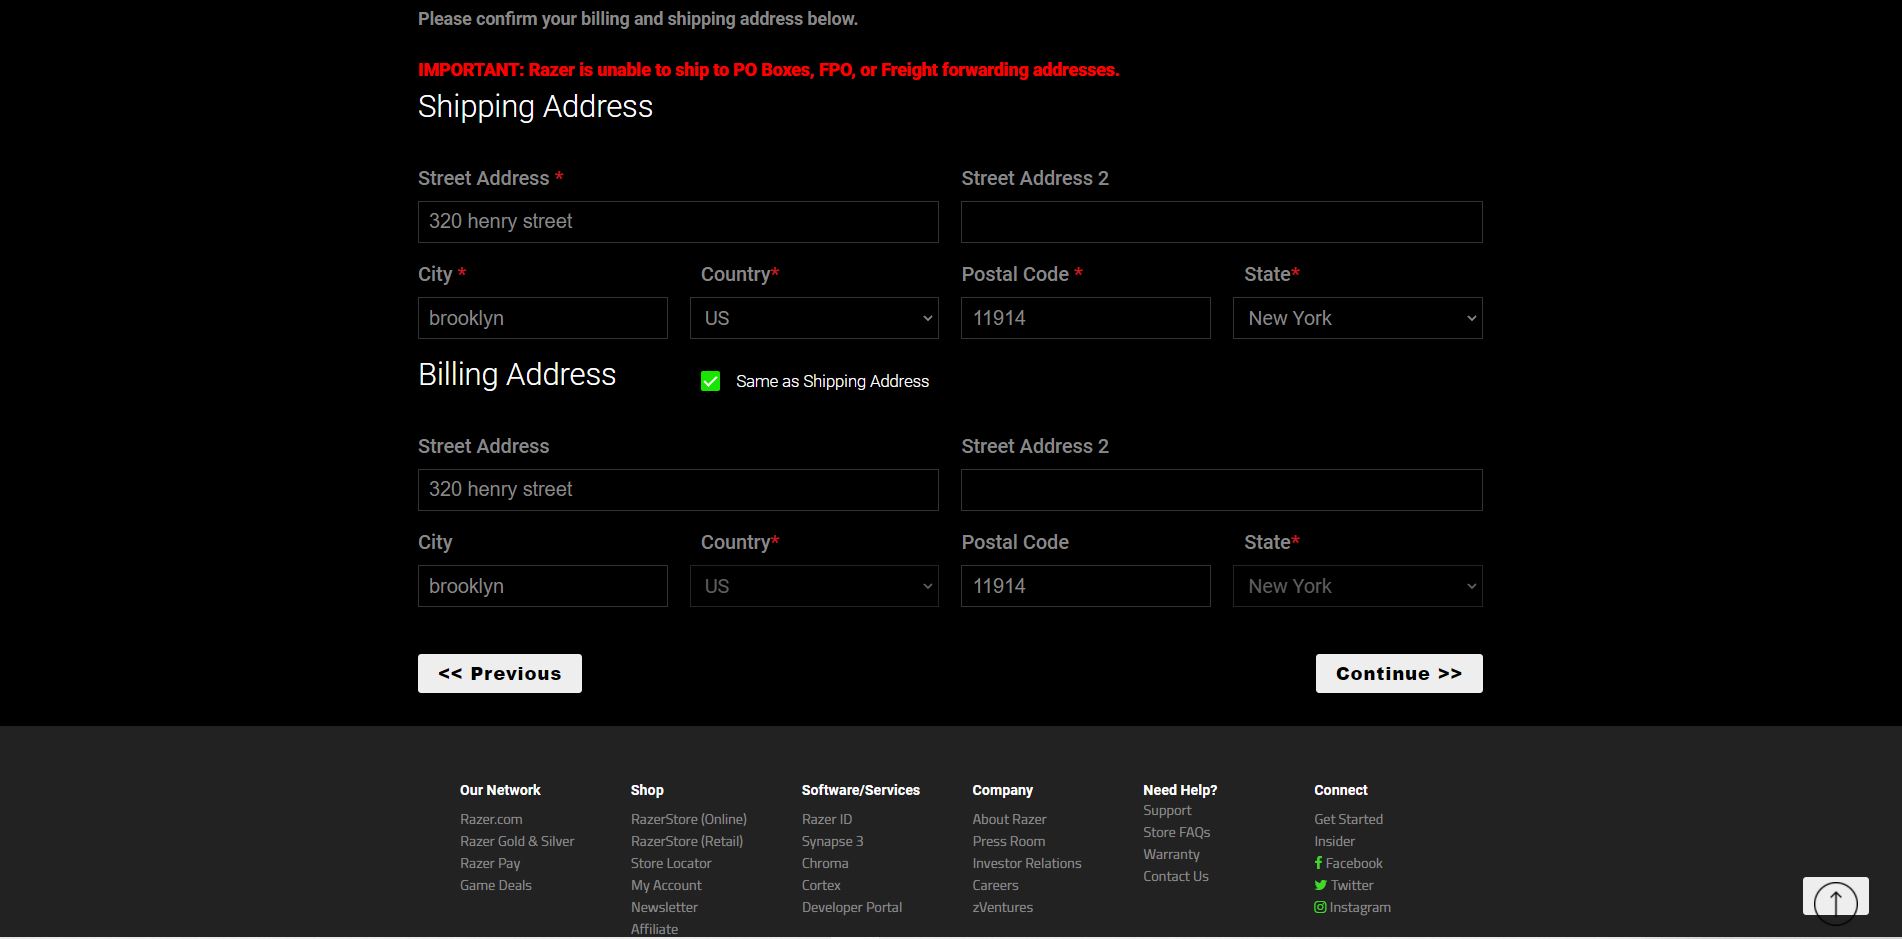 Please confirm your billing and shipping address below.
IMPORTANT: Razer is unable to ship to PO Boxes, FPO, or Freight forwarding addresses.
Shipping Address
Street Address *
Street Address 2
320 henry street
City *
Country*
Postal Code *
State*
brooklyn
US
11914
New York
Billing Address
Same as Shipping Address
Street Address
Street Address 2
320 henry street
City
Country*
Postal Code
State*
brooklyn
US
11914
New York
<< Previous
Continue >>
Our Network
Razer.com
Razer Gold & Silver
Razer Pay
Game Deals
Shop
RazerStore (Online)
RazerStore (Retail)
Store Locator
My Account
Newsletter
Affiliate
Software/Services
Razer ID
Synapse 3
Chroma
Cortex
Developer Portal
Company
About Razer
Press Room
Investor Relations
Careers
zVentures
Need Help?
Support
Store FAQs
Warranty
Contact Us
Connect
Get Started
Insider
Facebook
Twitter
Instagram